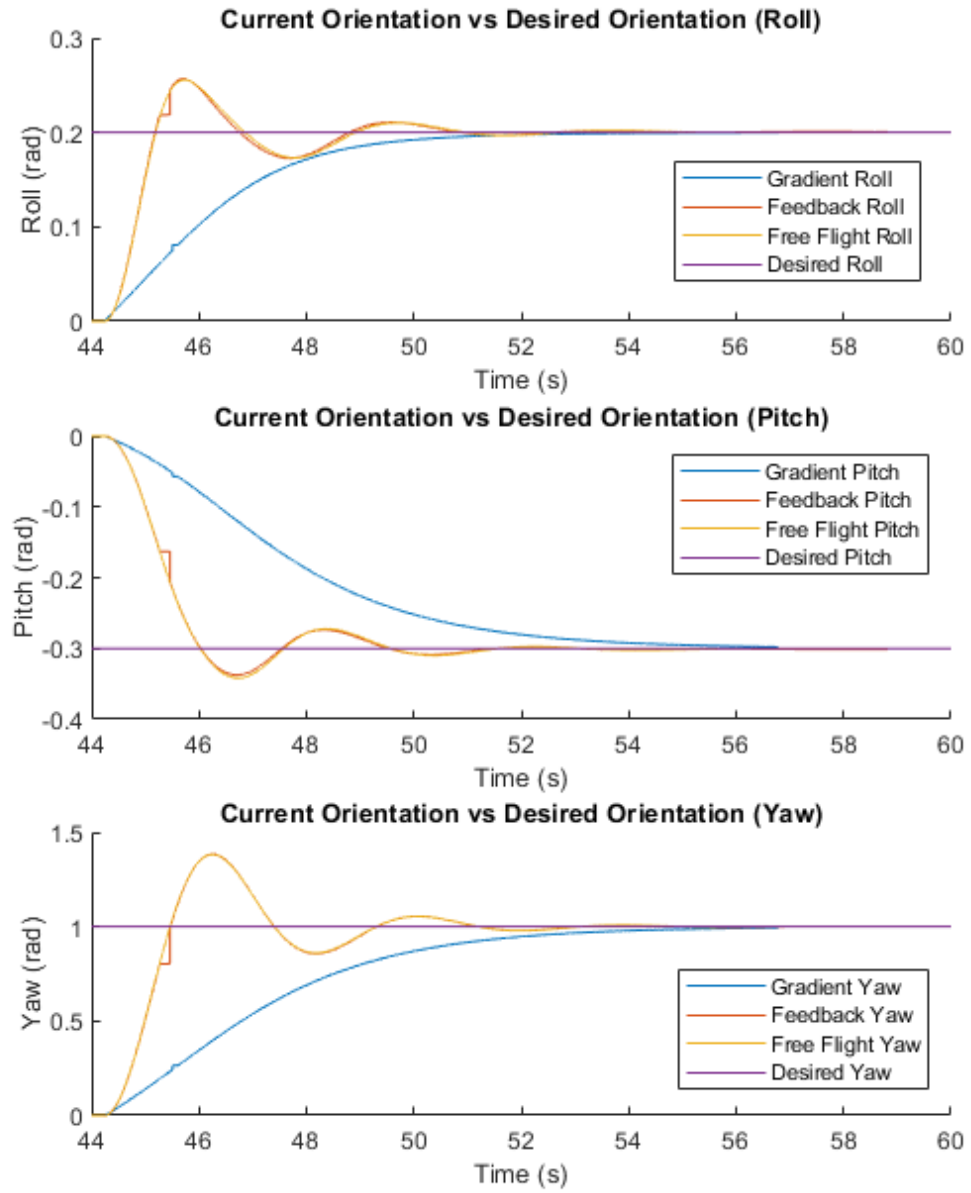 Current Orientation vs Desired Orientation (Roll)
0.3
0.2
0.1
0
Roll (rad)
Gradient Roll
Feedback Roll
Free Flight Roll
Desired Roll
44 46 48 50 52 54 56 58 60
Time (s)
Current Orientation vs Desired Orientation (Pitch)
0
-0.1
-0.2
-0.3
-0.4
Pitch (rad)
Gradient Pitch
Feedback Pitch
Free Flight Pitch
Desired Pitch
44 46 48 50 52 54 56 58 60
Time (s)
Current Orientation vs Desired Orientation (Yaw)
1.5
1
0.5
0
Yaw (rad)
Gradient Yaw
Feedback Yaw
Free Flight Yaw
Desired Yaw
44 46 48 50 52 54 56 58 60
Time (s)